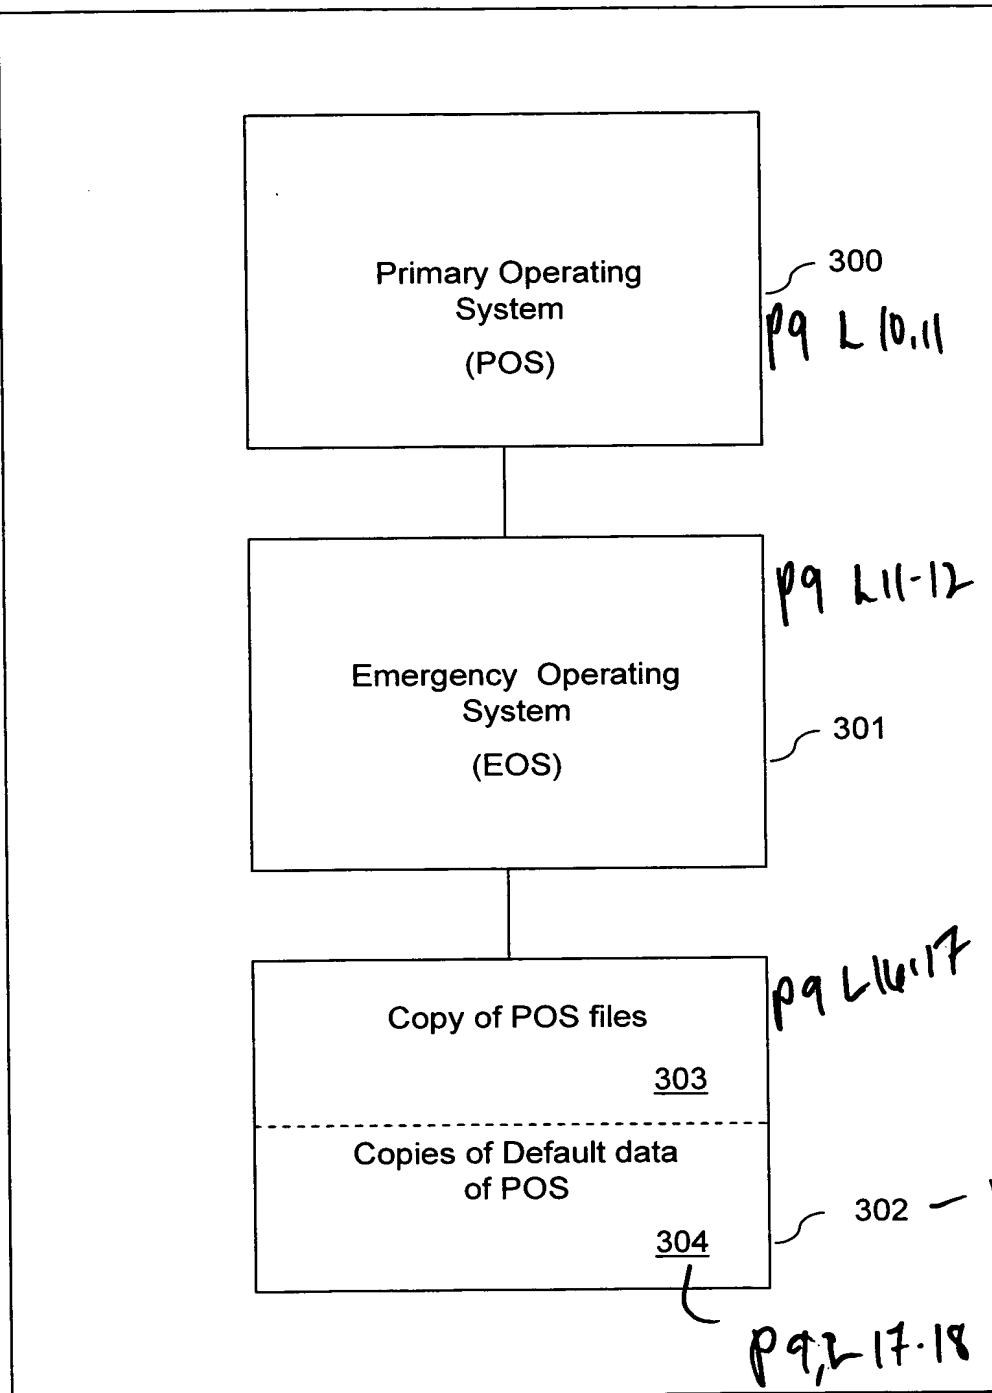 Primary Operating
System
(POS)
300
p9 L 10,11
p9 L11-12
Emergency Operating
System
(EOS)
301
p9 L16,17
Copy of POS files
303
Copies of Default data
of POS
302 –
304
p9, L 17-18